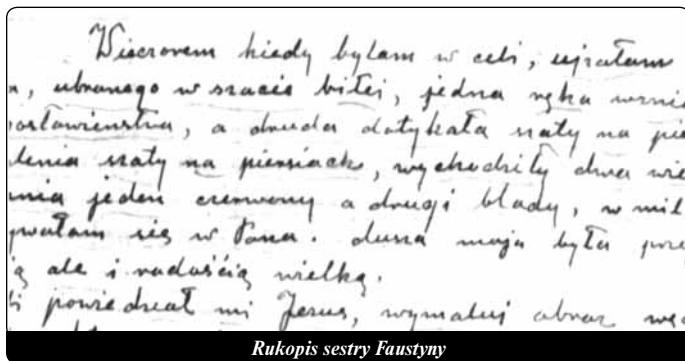 Wieczorem kiedy byłam w celi, ujrzałam
ubranego w szacie białej, jedna ręka wznie
osławieństwa, a druga dotykała szaty na pie
lenia szaty na piersiach, wychodziły dwa wie
nia jeden czerwony a drugi blady, w mil
ywałam się w Pana. dusza moja była prze
ą ale i radością wielką.
powiedział mi Jezus, wymaluj obraz we
Rukopis sestry Faustyny